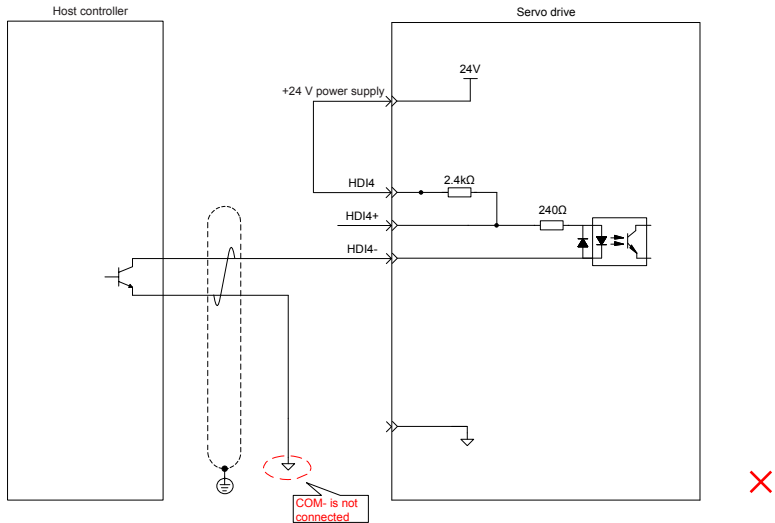 Host controller
Servo drive
24V
+24 V power supply
HDI4
2.4kΩ
HDI4+
240Ω
HDI4-
COM- is not
connected